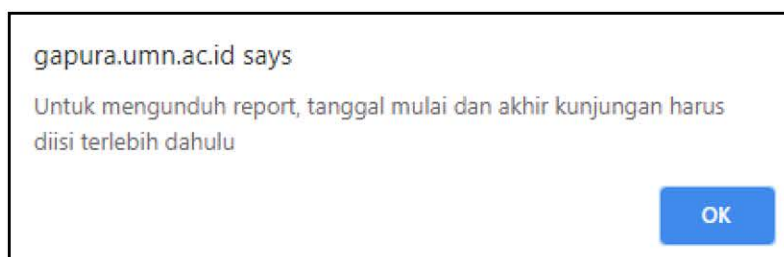 gapura.umn.ac.id says
Untuk mengunduh report, tanggal mulai dan akhir kunjungan harus
diisi terlebih dahulu
OK